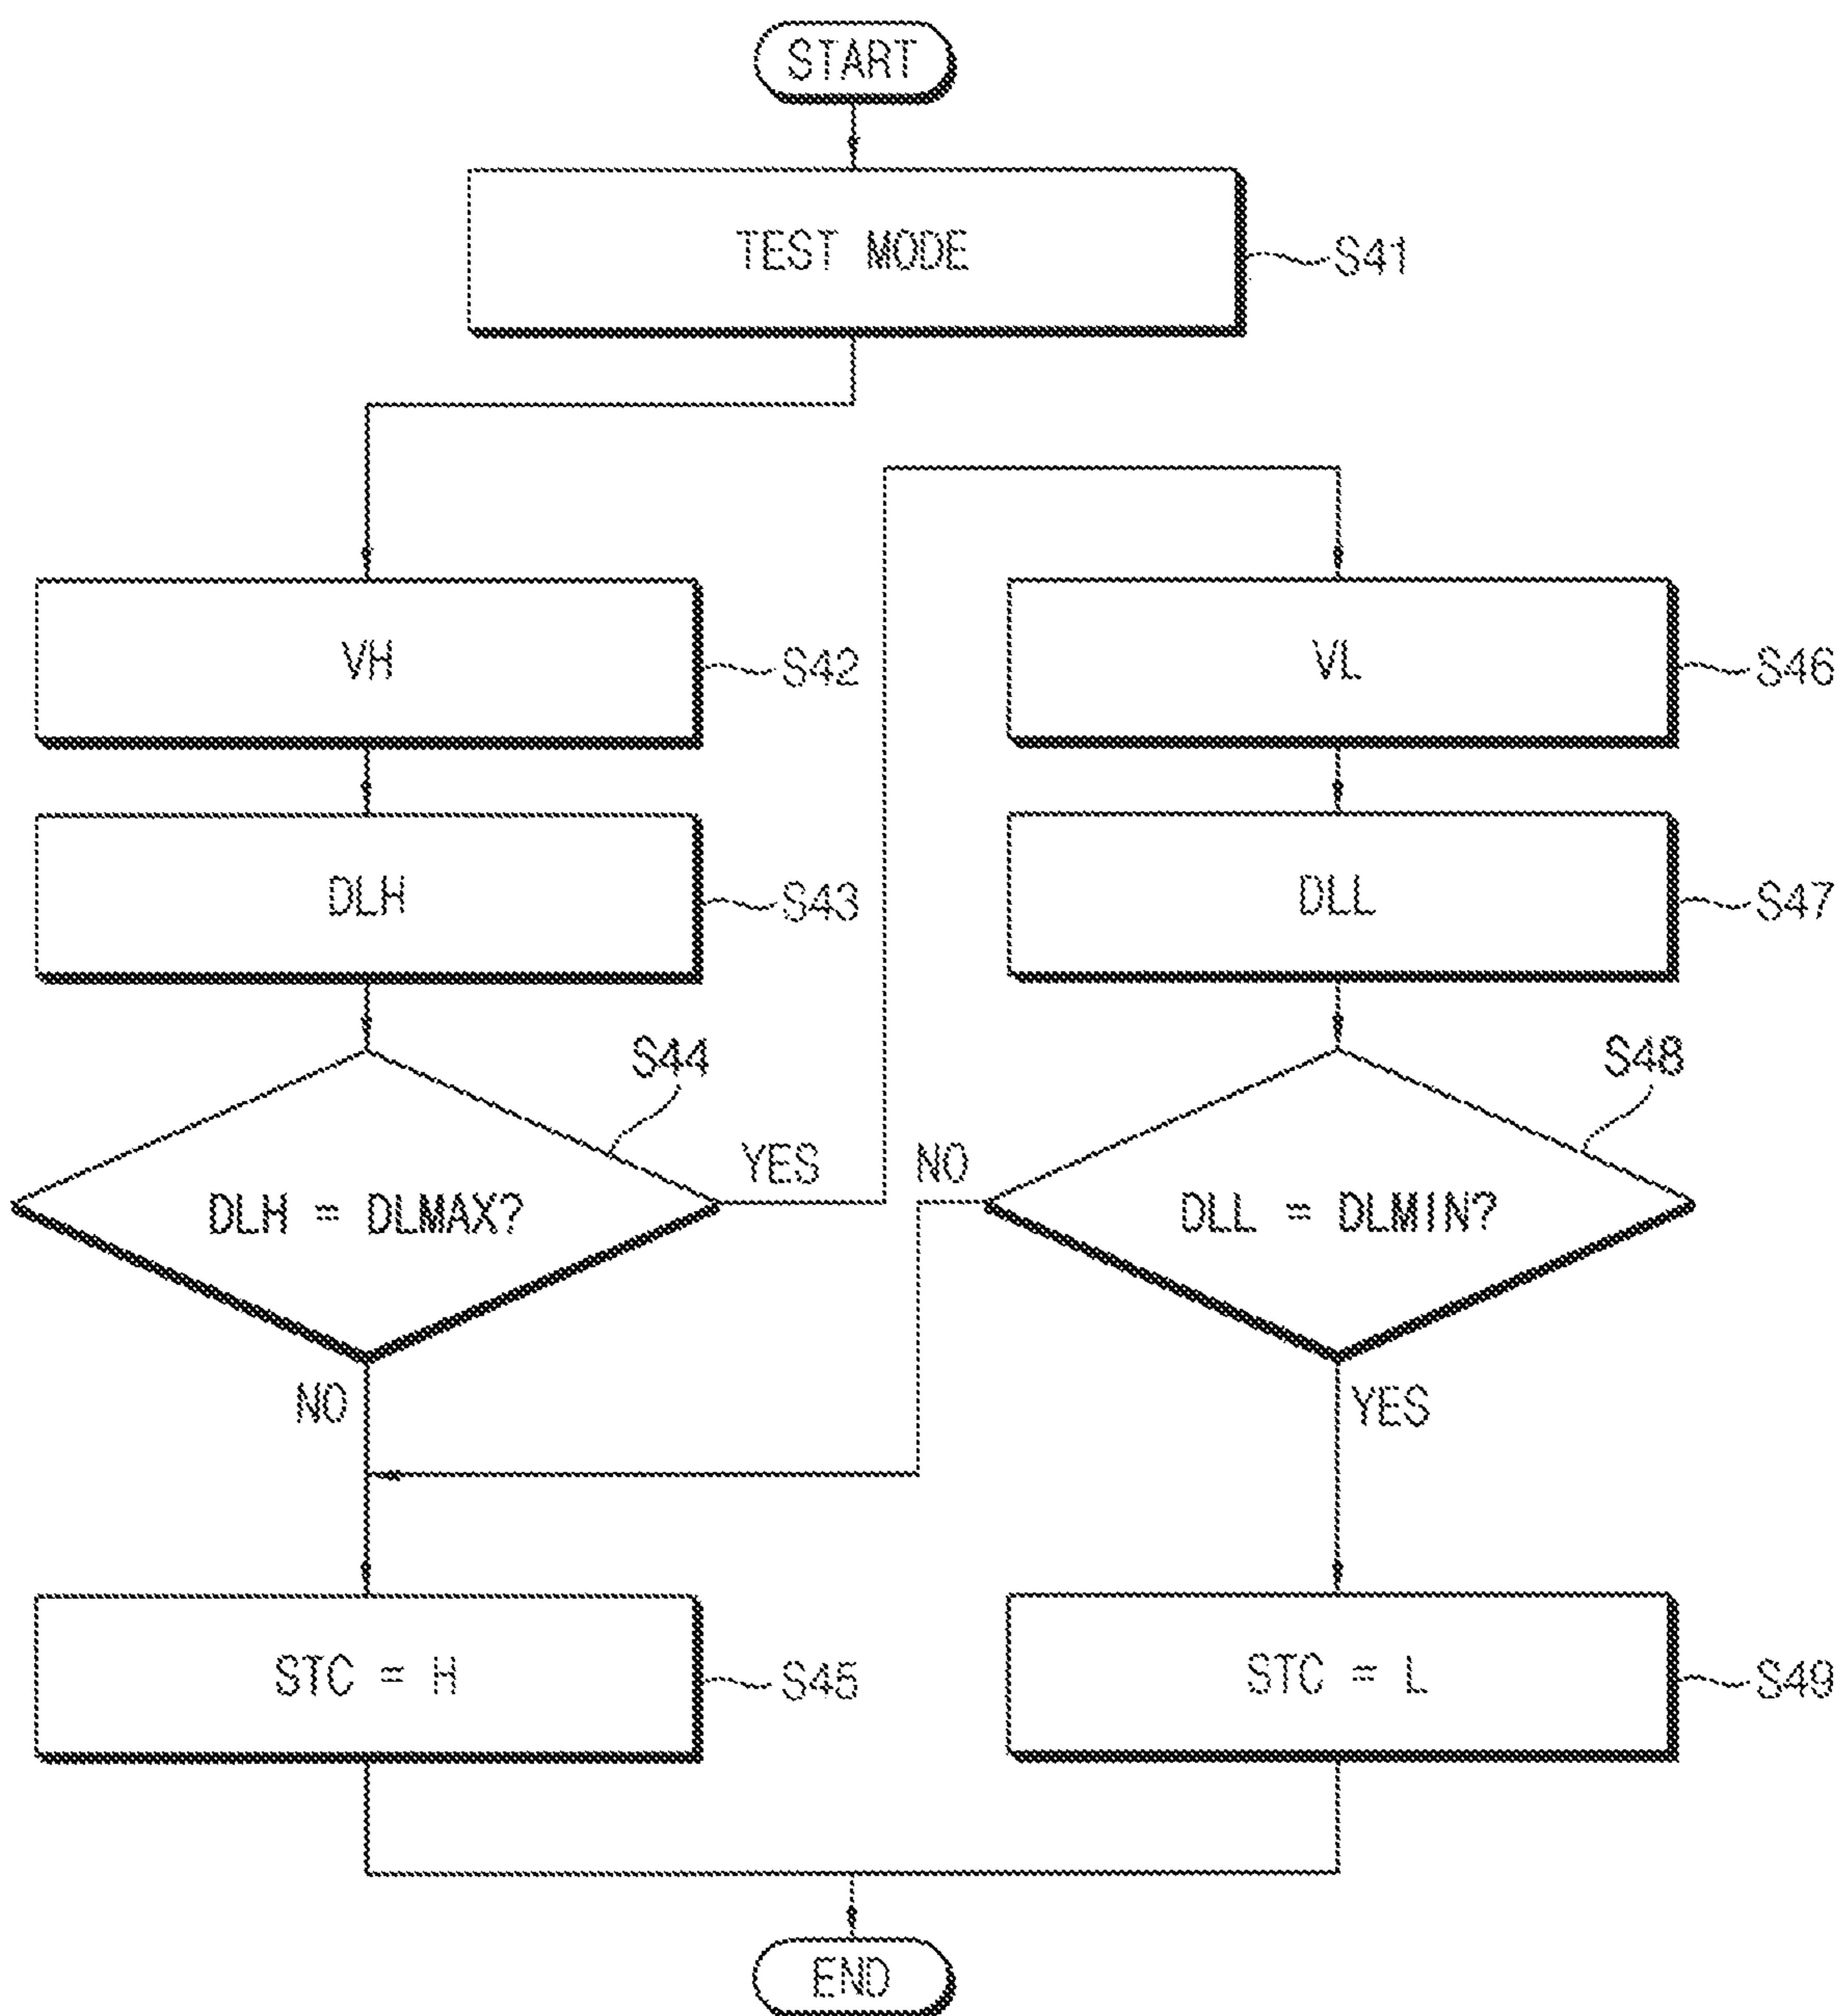 START
TEST MODE
S41
VH
S42
DLH
S43
S44
DLH = DLMAX?
YES
NO
STC = H
S45
VL
S46
DLL
S47
S48
NO
DLL = DLMIN?
YES
STC = L
S49
END